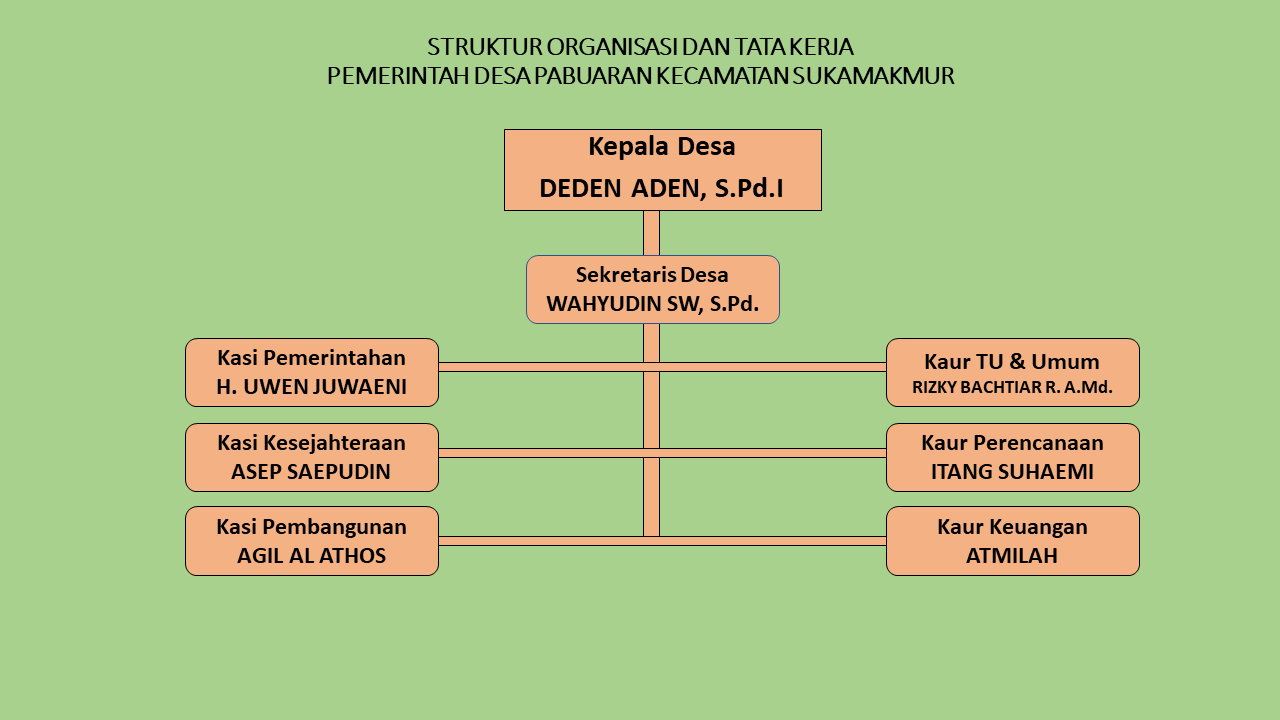 STRUKTUR ORGANISASI DAN TATA KERJA
PEMERINTAH DESA PABUARAN KECAMATAN SUKAMAKMUR
Kepala Desa
DEDEN ADEN, S.Pd.I
Sekretaris Desa
WAHYUDIN SW, S.Pd.
Kasi Pemerintahan
H. UWEN JUWAENI
Kaur TU & Umum
RIZKY BACHTIAR R. A.Md.
Kasi Kesejahteraan
ASEP SAEPUDIN
Kaur Perencanaan
ITANG SUHAEMI
Kasi Pembangunan
AGIL AL ATHOS
Kaur Keuangan
ATMILAH